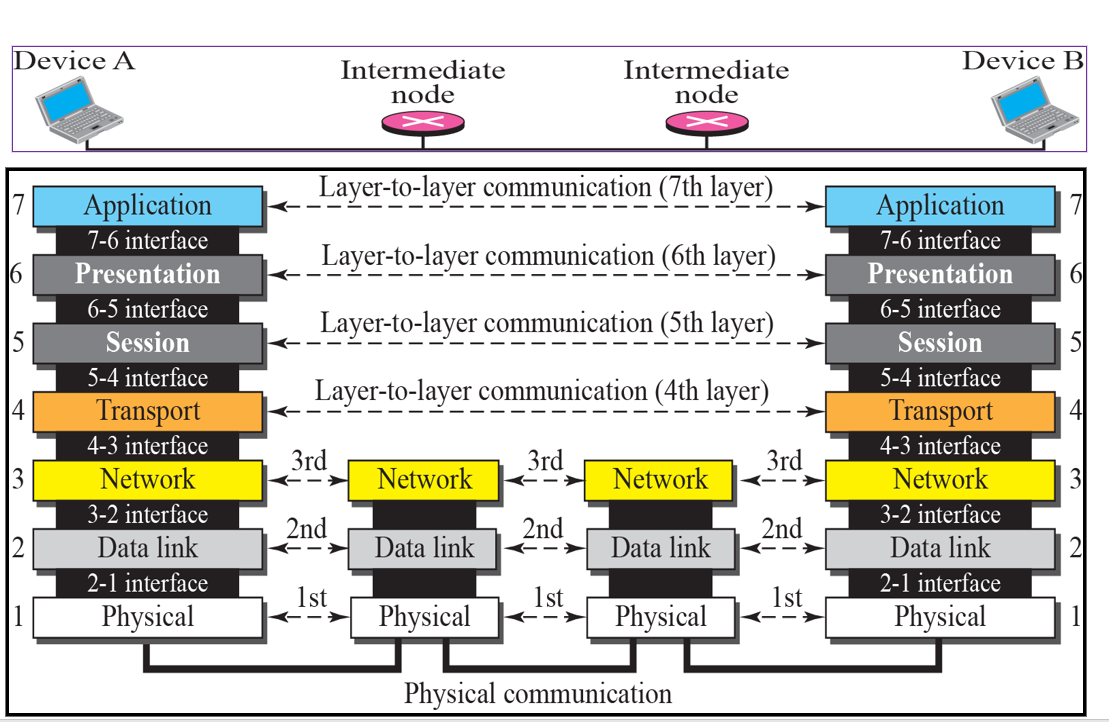 Device A
Intermediate
node
Intermediate
node
Device B
Layer-to-layer communication (7th layer)
7 Application Application 7
7-6 interface 7-6 interface
Layer-to-layer communication (6th layer)
6 Presentation Presentation 6
6-5 interface 6-5 interface
Layer-to-layer communication (5th layer)
5 Session Session 5
5-4 interface 5-4 interface
Layer-to-layer communication (4th layer)
4 Transport Transport 4
4-3 interface 4-3 interface
3rd 3rd 3rd
3 Network Network Network Network 3
3-2 interface 3-2 interface
2nd 2nd 2nd
2 Data link Data link Data link Data link 2
2-1 interface 2-1 interface
1st 1st 1st
1 Physical Physical Physical Physical 1
Physical communication